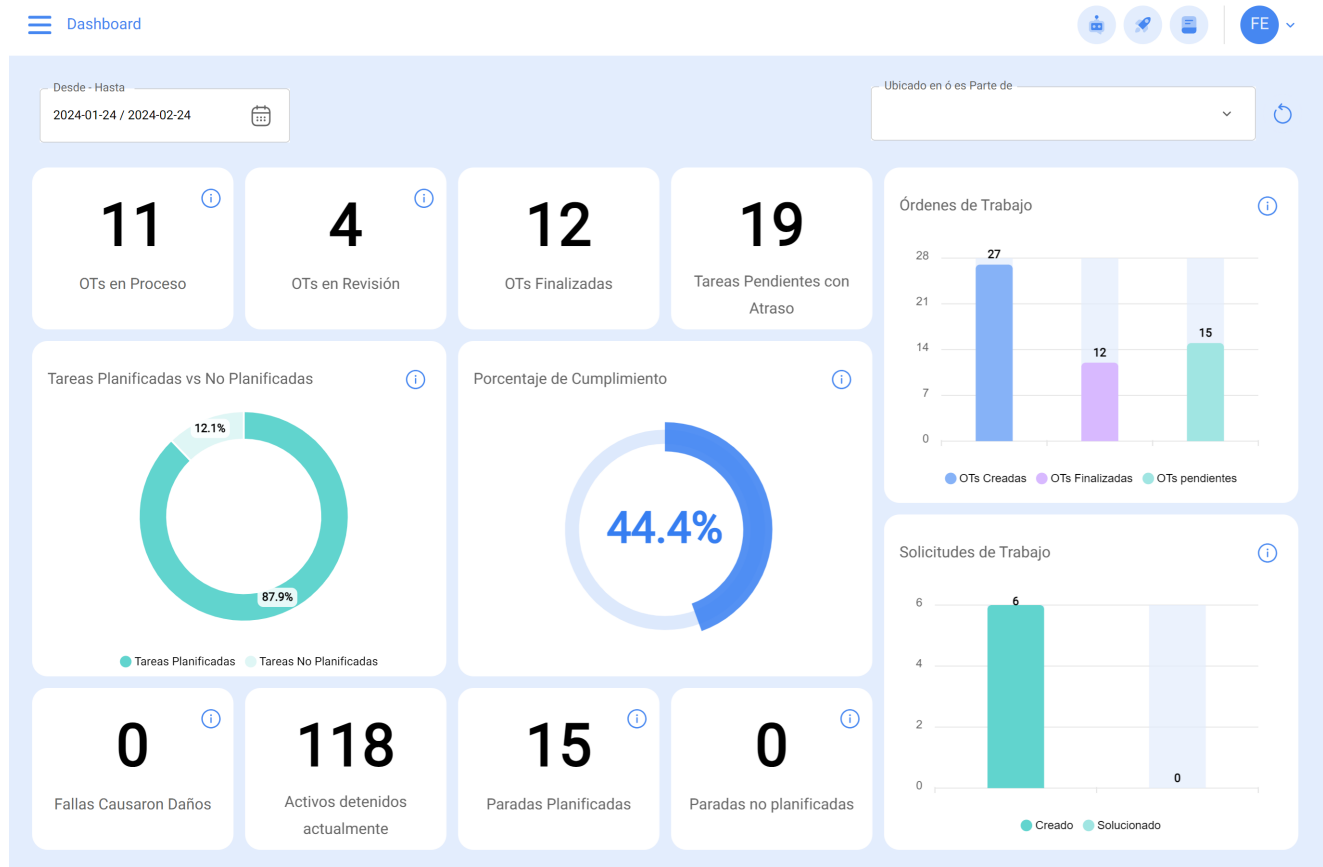 Dashboard
FE
Desde - Hasta
2024-01-24 / 2024-02-24
Ubicado en ó es Parte de
11
OTs en Proceso
4
OTs en Revisión
12
OTs Finalizadas
19
Tareas Pendientes con
Atraso
Órdenes de Trabajo
28
21
14
7
0
27
12
15
OTs Creadas
OTs Finalizadas
OTs pendientes
Tareas Planificadas vs No Planificadas
12.1%
87.9%
Tareas Planificadas
Tareas No Planificadas
Porcentaje de Cumplimiento
44.4%
Solicitudes de Trabajo
6
4
2
0
6
0
Creado
Solucionado
0
Fallas Causaron Daños
118
Activos detenidos
actualmente
15
Paradas Planificadas
0
Paradas no planificadas